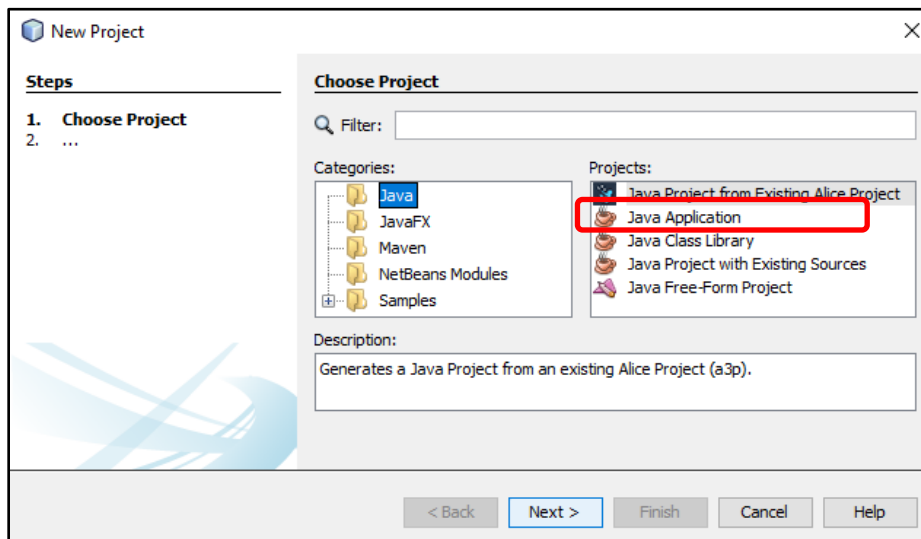 New Project
Steps
1. Choose Project
2. ...
Choose Project
Filter:
Categories:
Java
JavaFX
Maven
NetBeans Modules
Samples
Projects:
Java Project from Existing Alice Project
Java Application
Java Class Library
Java Project with Existing Sources
Java Free-Form Project
Description:
Generates a Java Project from an existing Alice Project (a3p).
< Back
Next >
Finish
Cancel
Help